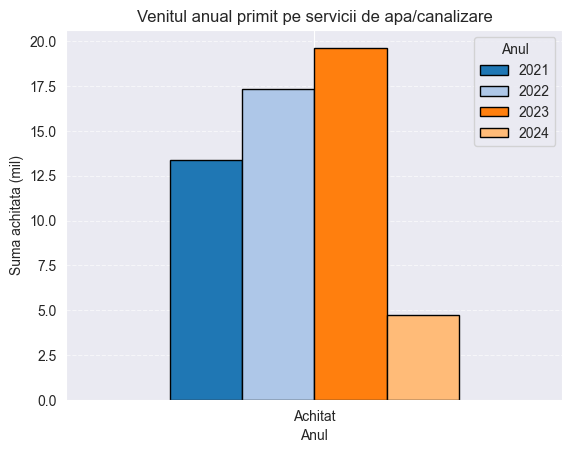 Venitul anual primit pe servicii de apa/canalizare
Anul
2021
2022
2023
2024
20.0
17.5
15.0
12.5
10.0
7.5
5.0
2.5
0.0
Suma achitata (mil)
Achitat
Anul